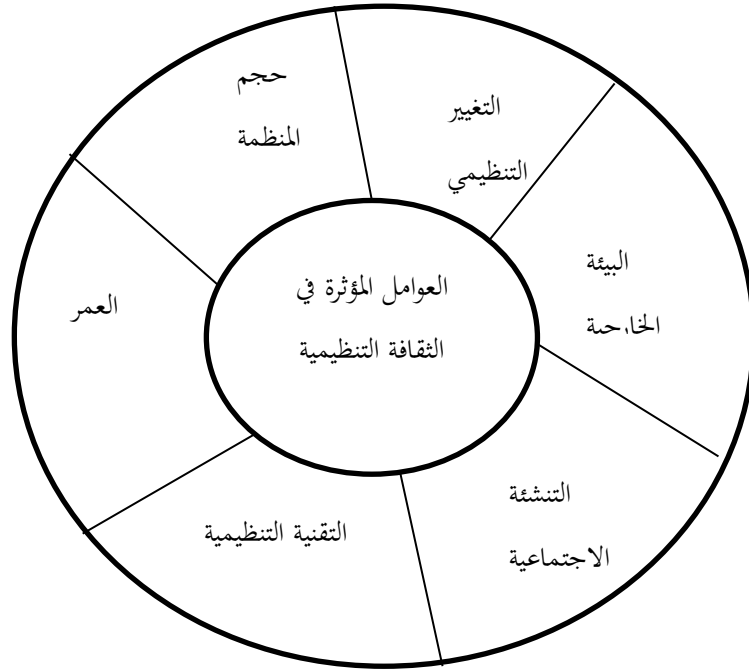 حجم
المنظمة
التغيير
التنظيمي
البيئة
الخارجية
العوامل المؤثرة في
الثقافة التنظيمية
العمر
التنشئة
الاجتماعية
التقنية التنظيمية